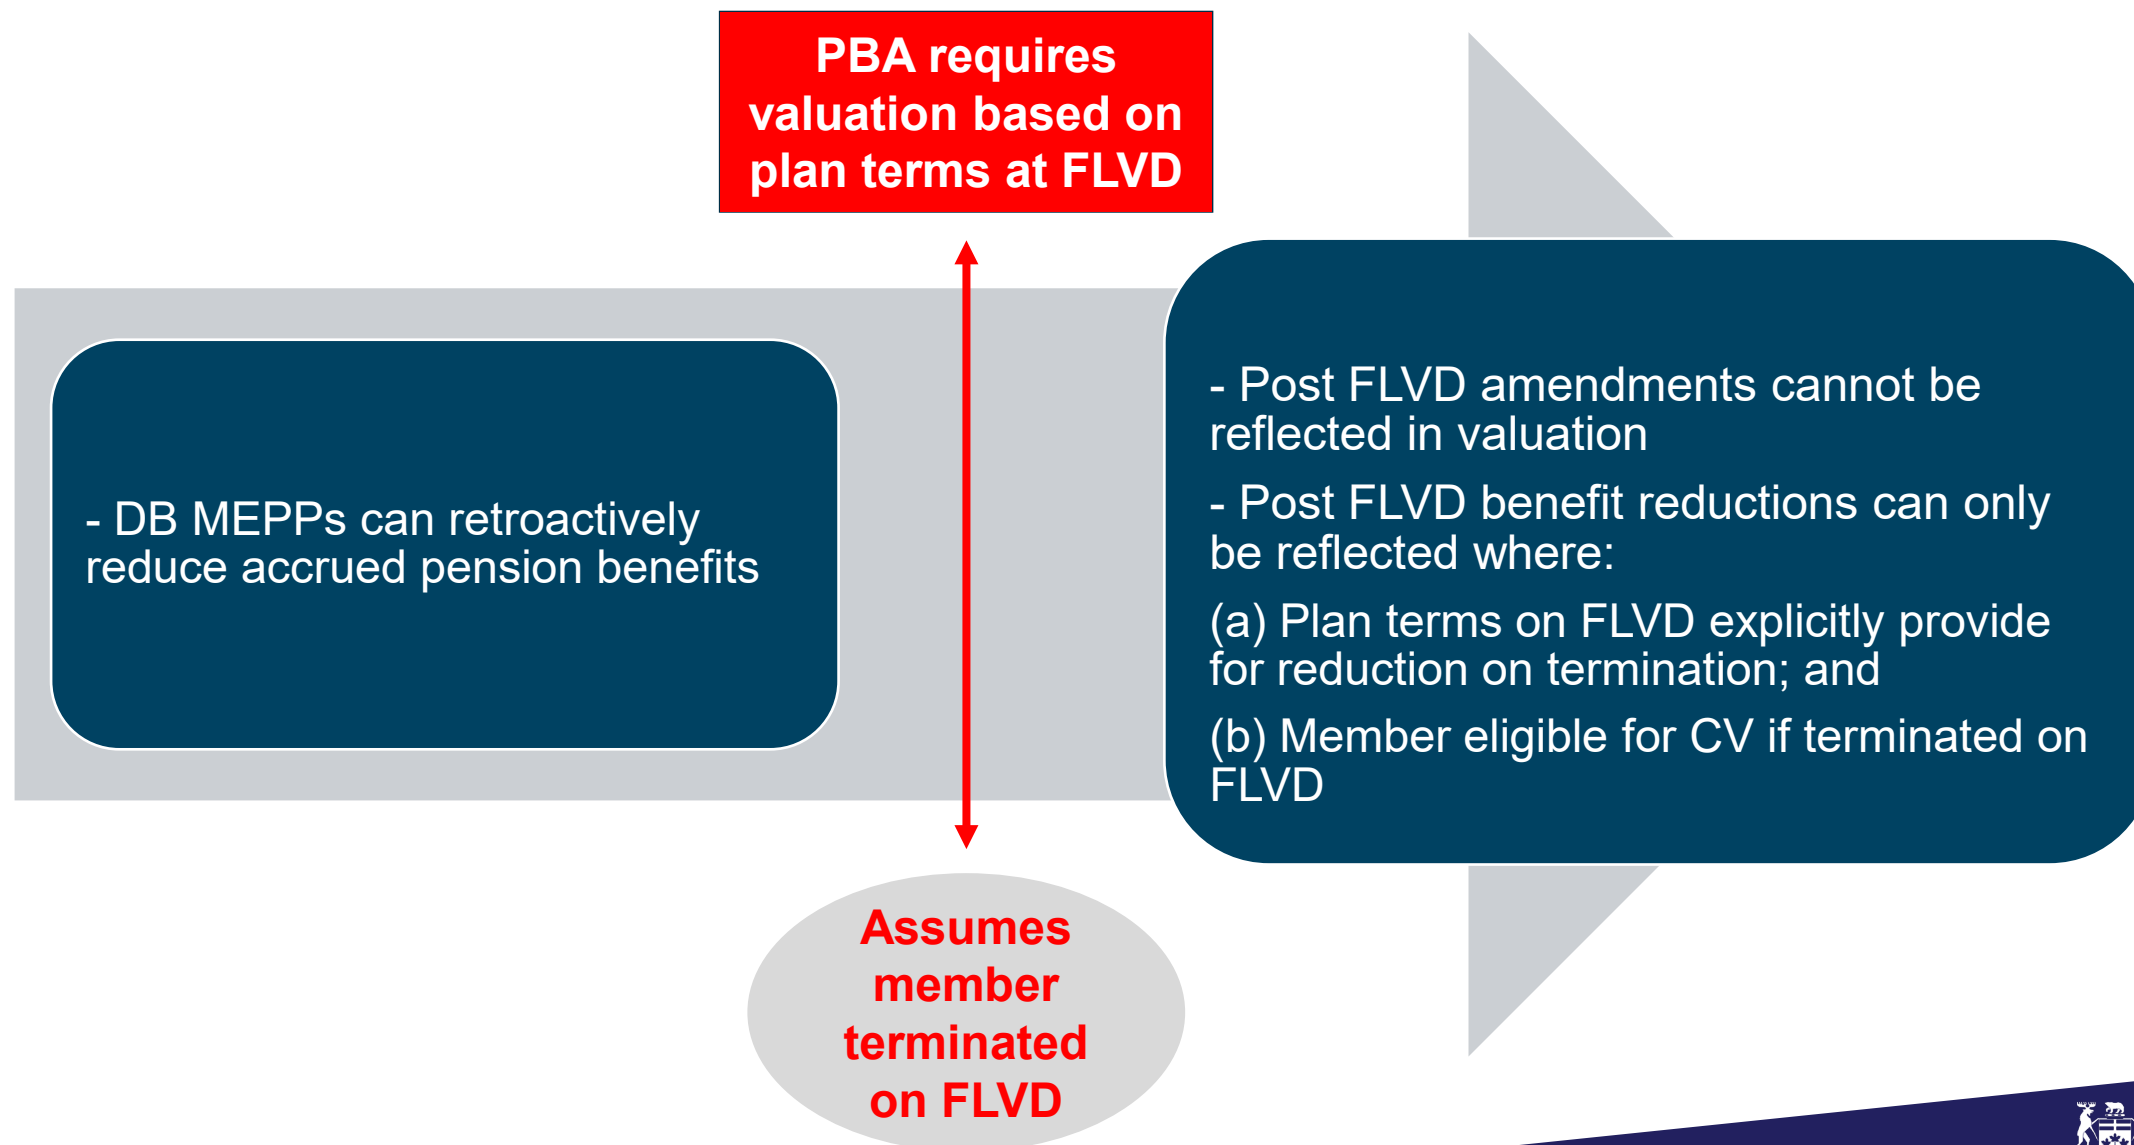 PBA requires
valuation based on
plan terms at FLVD
- DB MEPPs can retroactively
reduce accrued pension benefits
- Post FLVD amendments cannot be
reflected in valuation
- Post FLVD benefit reductions can only
be reflected where:
(a) Plan terms on FLVD explicitly provide
for reduction on termination; and
(b) Member eligible for CV if terminated on
FLVD
Assumes
member
terminated
on FLVD